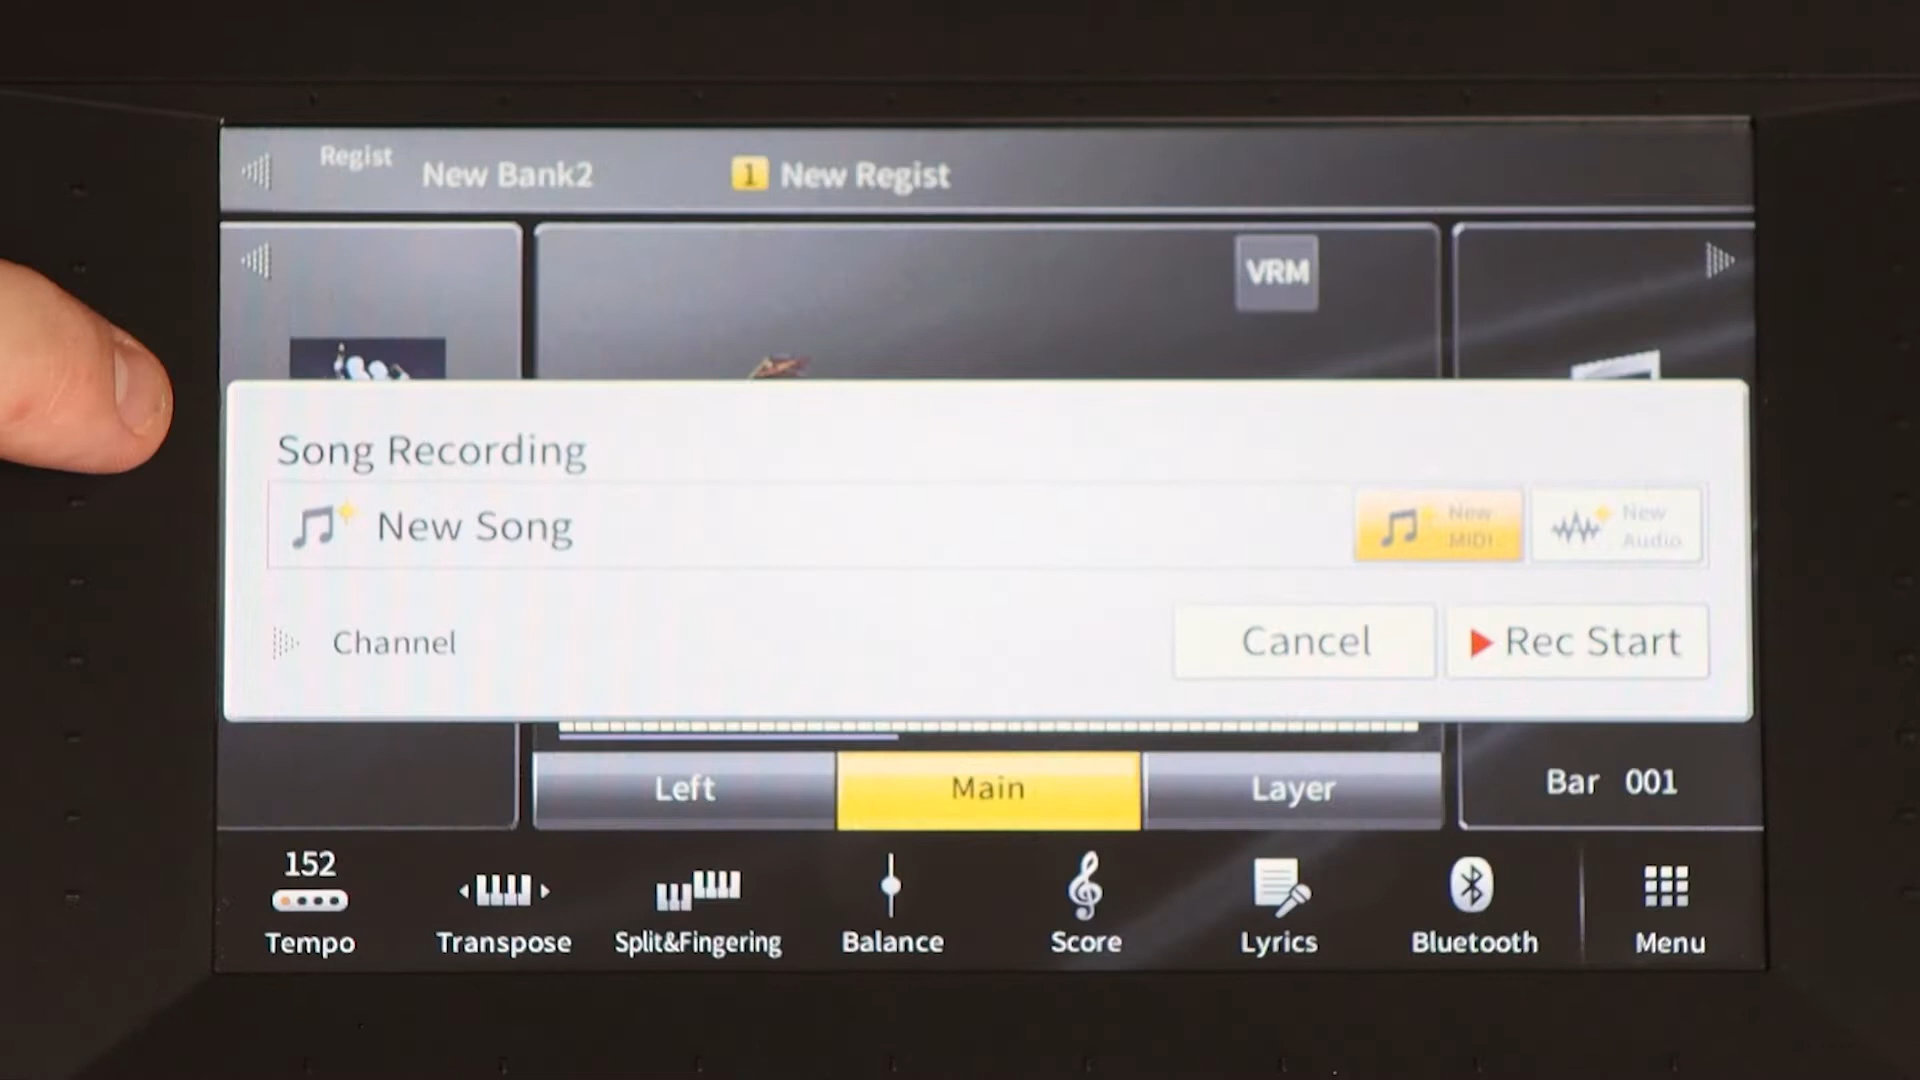 Regist New Bank2 1 New Regist
VRM
Song Recording
New Song
New
MIDI
New
Audio
Channel
Cancel
Rec Start
Left
Main
Layer
Bar 001
152
Tempo
Transpose
Split&Fingering
Balance
Score
Lyrics
Bluetooth
Menu